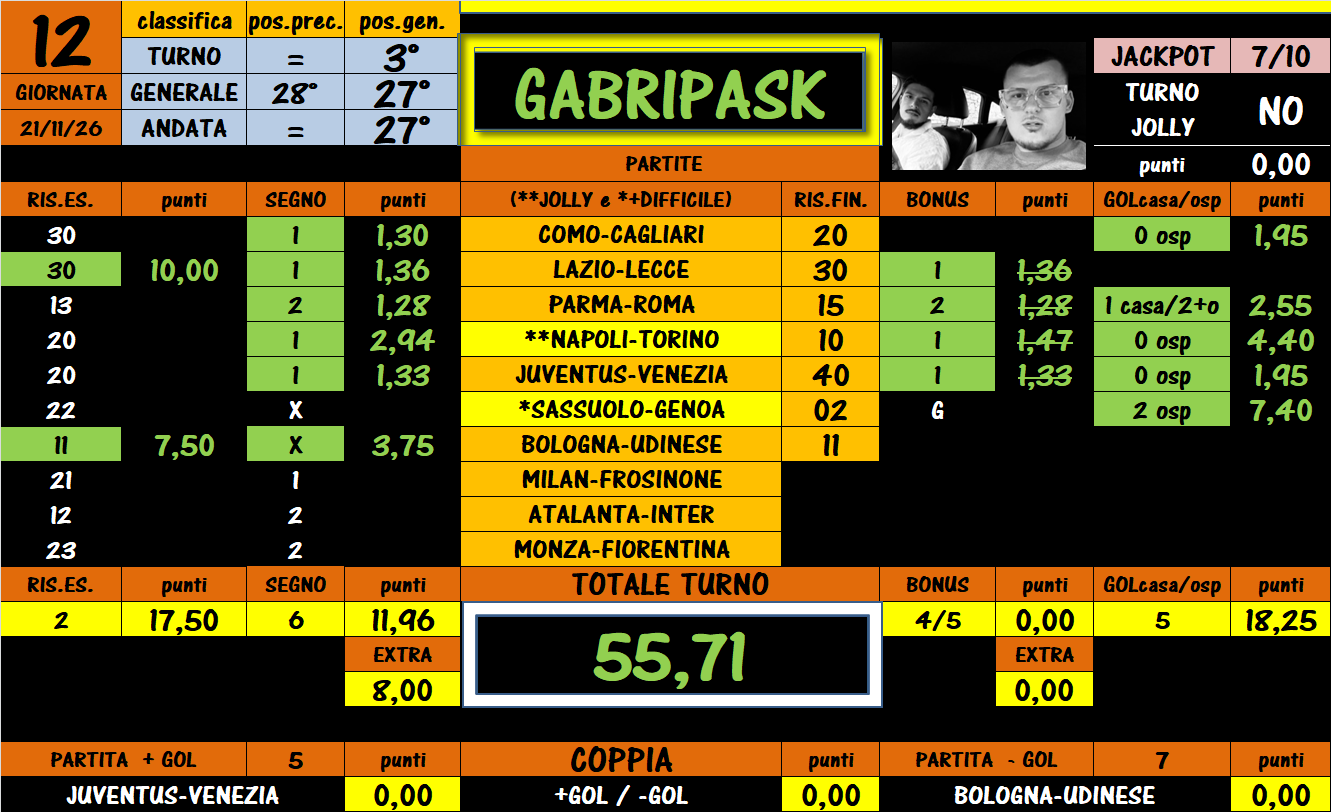 12 classifica pos.prec. pos.gen.
TURNO = 3° GABRIPASK JACKPOT 7/10
GIORNATA GENERALE 28° 27° TURNO JOLLY NO
21/11/26 ANDATA = 27°
PARTITE punti 0,00
RIS.ES. punti SEGNO punti (**JOLLY e *+DIFFICILE) RIS.FIN. BONUS punti GOLcasa/osp punti
30 1 1,30 COMO-CAGLIARI 20 0 osp 1,95
30 10,00 1 1,36 LAZIO-LECCE 30 1 1,36
13 2 1,28 PARMA-ROMA 15 2 1,28 1 casa/2+o 2,55
20 1 2,94 **NAPOLI-TORINO 10 1 1,47 0 osp 4,40
20 1 1,33 JUVENTUS-VENEZIA 40 1 1,33 0 osp 1,95
22 X *SASSUOLO-GENOA 02 G 2 osp 7,40
11 7,50 X 3,75 BOLOGNA-UDINESE 11
21 1 MILAN-FROSINONE
12 2 ATALANTA-INTER
23 2 MONZA-FIORENTINA
RIS.ES. punti SEGNO punti TOTALE TURNO BONUS punti GOLcasa/osp punti
2 17,50 6 11,96 55,71 4/5 0,00 5 18,25
EXTRA EXTRA
8,00 0,00
PARTITA + GOL 5 punti COPPIA punti PARTITA - GOL 7 punti
JUVENTUS-VENEZIA 0,00 +GOL / -GOL 0,00 BOLOGNA-UDINESE 0,00